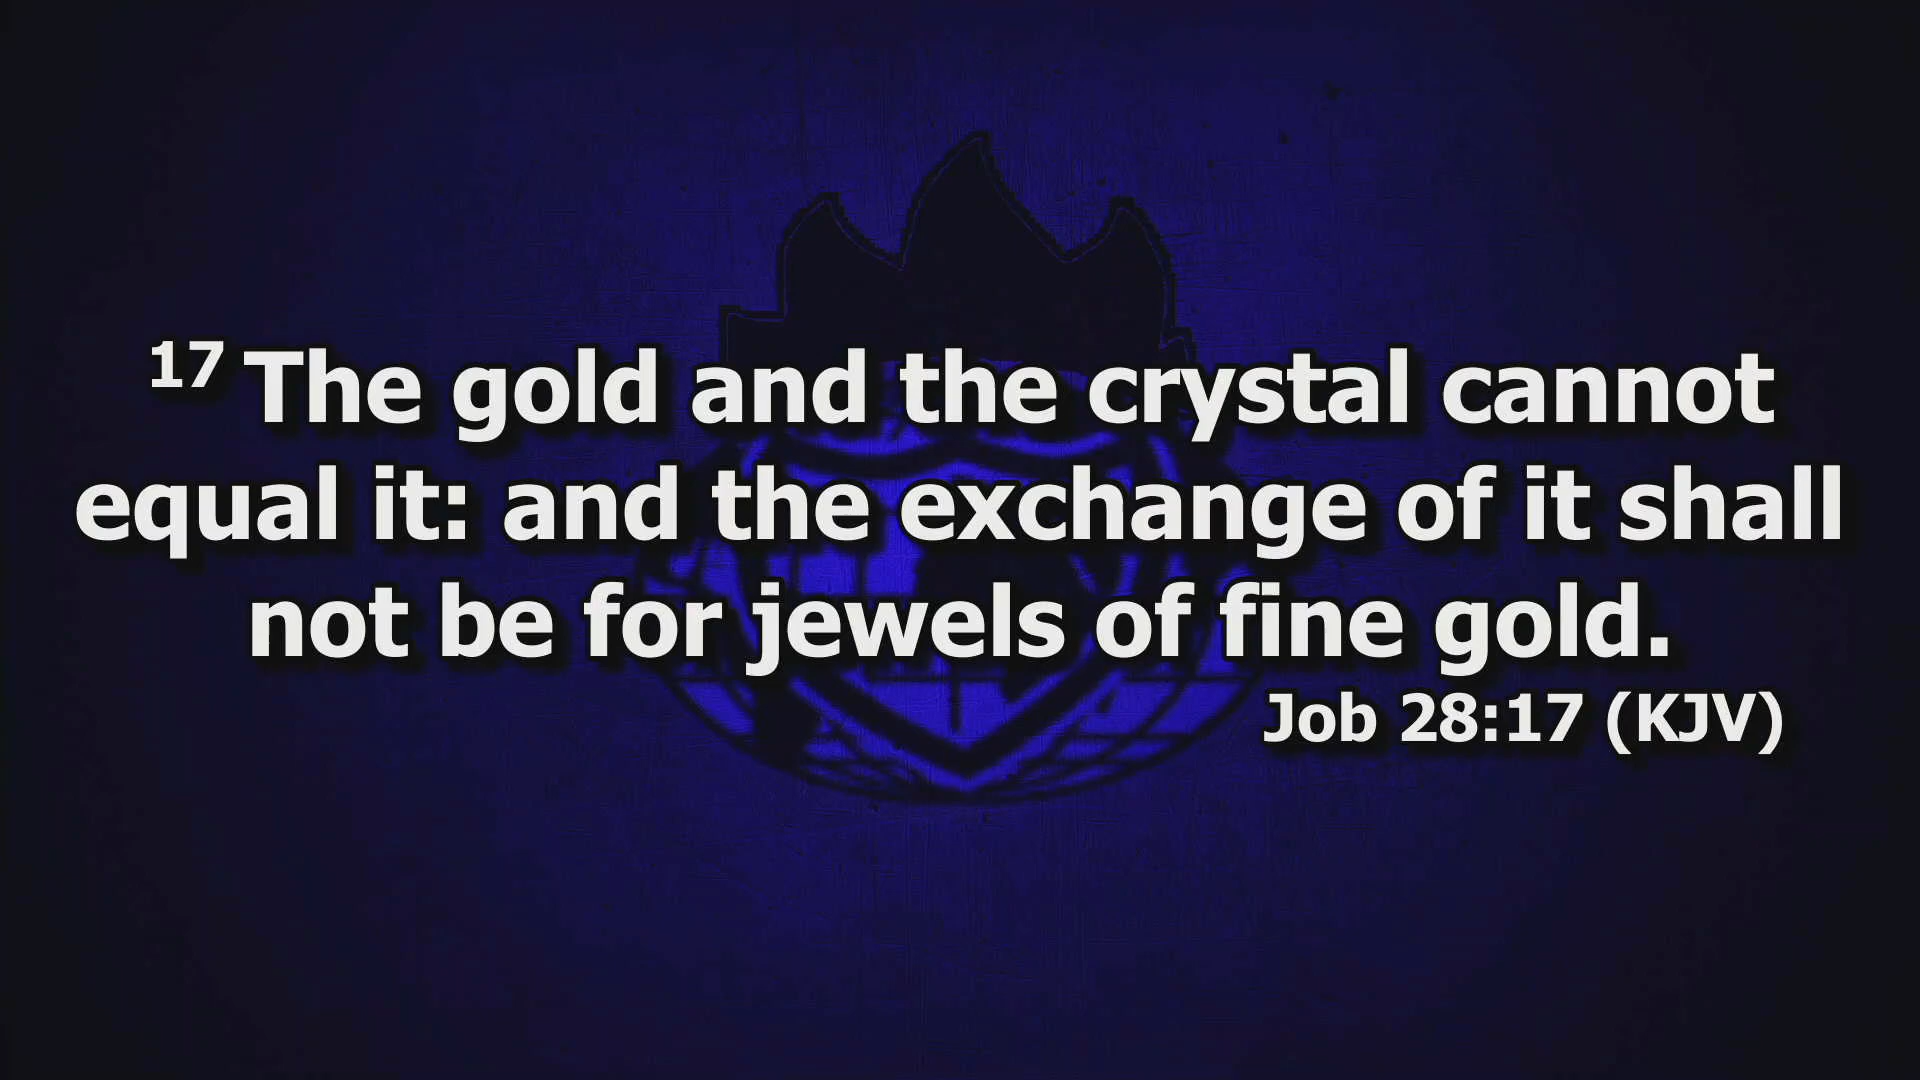 17 The gold and the crystal cannot
equal it: and the exchange of it shall
not be for jewels of fine gold.
Job 28:17 (KJV)